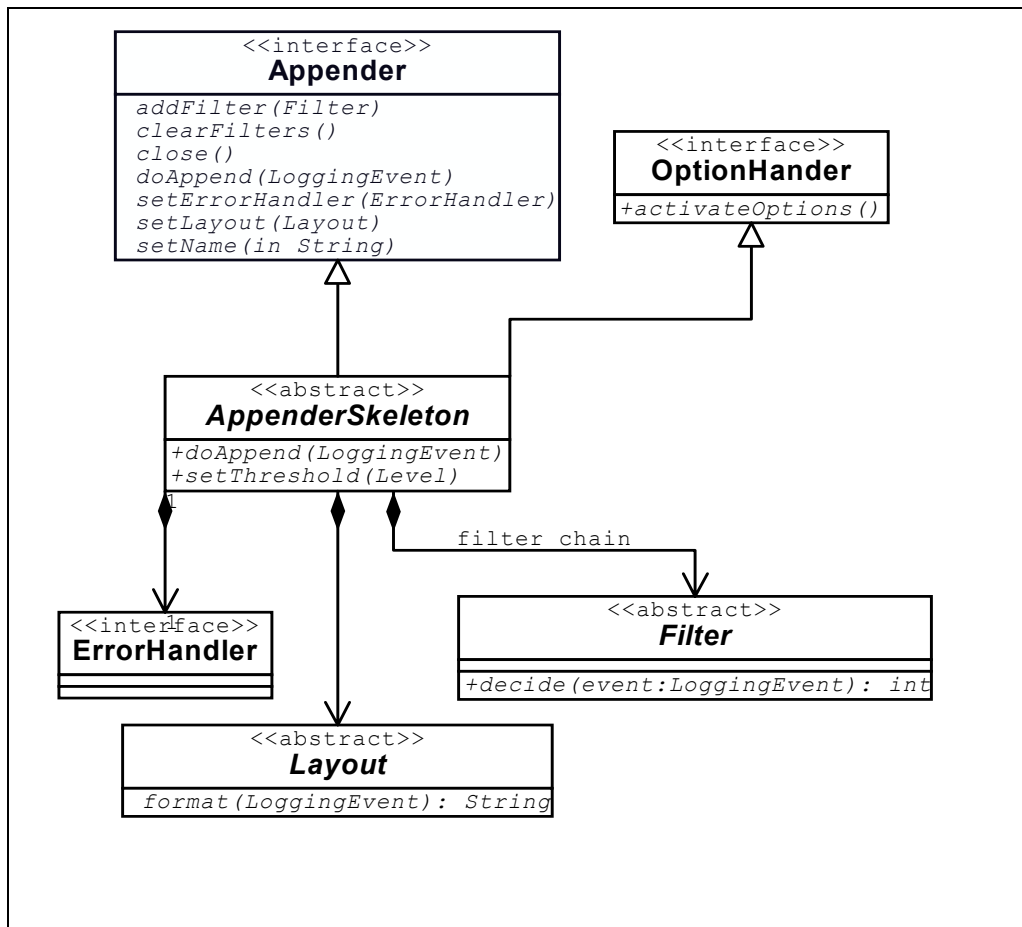 <<interface>>
Appender
addFilter(Filter)
clearFilters()
close()
doAppend(LoggingEvent)
setErrorHandler(ErrorHandler)
setLayout(Layout)
setName(in String)
<<interface>>
OptionHander
+activateOptions()
<<abstract>>
AppenderSkeleton
+doAppend(LoggingEvent)
+setThreshold(Level)
1
filter chain
1
<<interface>>
ErrorHandler
<<abstract>>
Filter
+decide(event:LoggingEvent): int
<<abstract>>
Layout
format(LoggingEvent): String